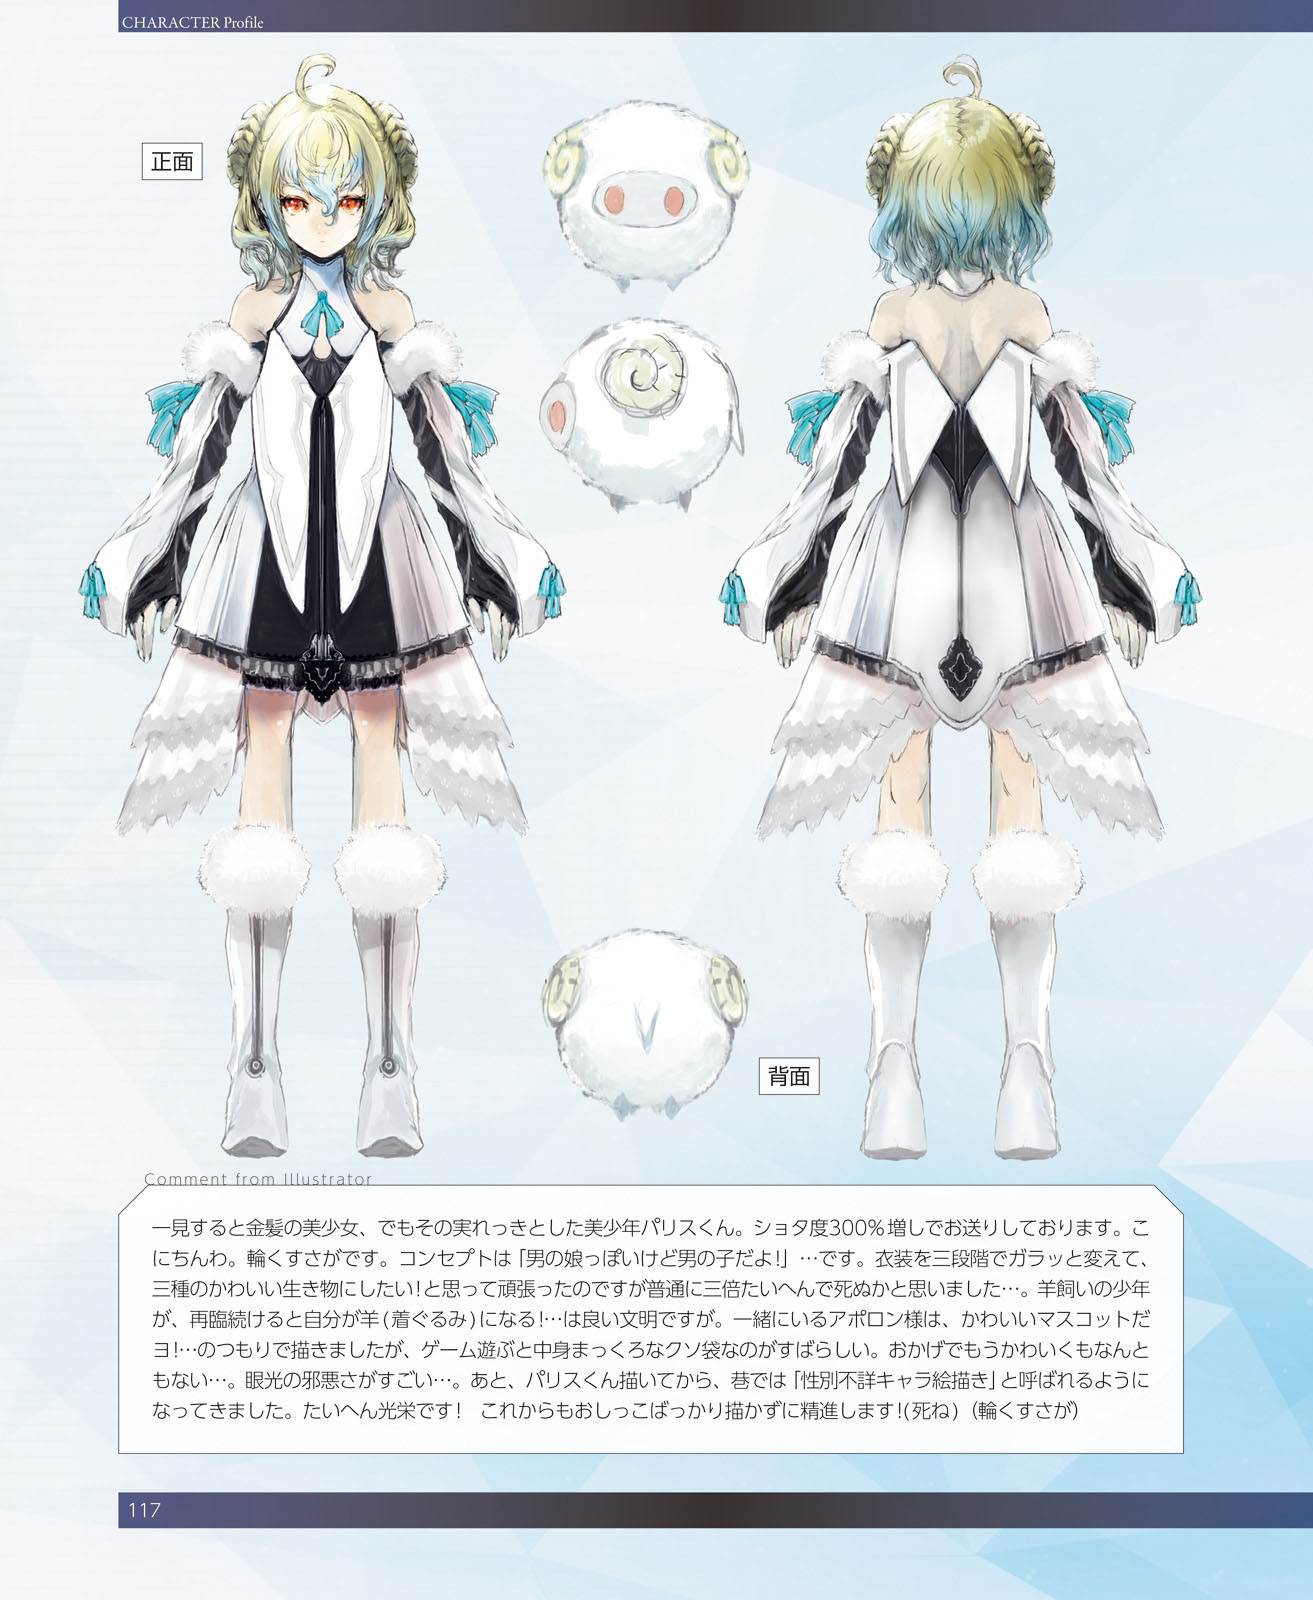 CHARACTER Profile
正面
背面
Comment from Illustrator
一見すると金髪の美少女、でもその実れっきとした美少年パリスくん。ショタ度300%増しでお送りしております。こ
にちんわ。輪くすさがです。コンセプトは「男の娘っぽいけど男の子だよ!」…です。衣装を三段階でガラッと変えて、
三種のかわいい生き物にしたい!と思って頑張ったのですが普通に三倍たいへんで死ぬかと思いました…。羊飼いの少年
が、再臨続けると自分が羊(着ぐるみ)になる!…は良い文明ですが。一緒にいるアポロン様は、かわいいマスコットだ
ヨ!…のつもりで描きましたが、ゲーム遊ぶと中身まっくろなクソ袋なのがすばらしい。おかげでもうかわいくもなんと
もない…。眼光の邪悪さがすごい…。あと、パリスくん描いてから、巷では「性別不詳キャラ絵描き」と呼ばれるように
なってきました。たいへん光栄です!　これからもおしっこばっかり描かずに精進します!(死ね)（輪くすさが）
117